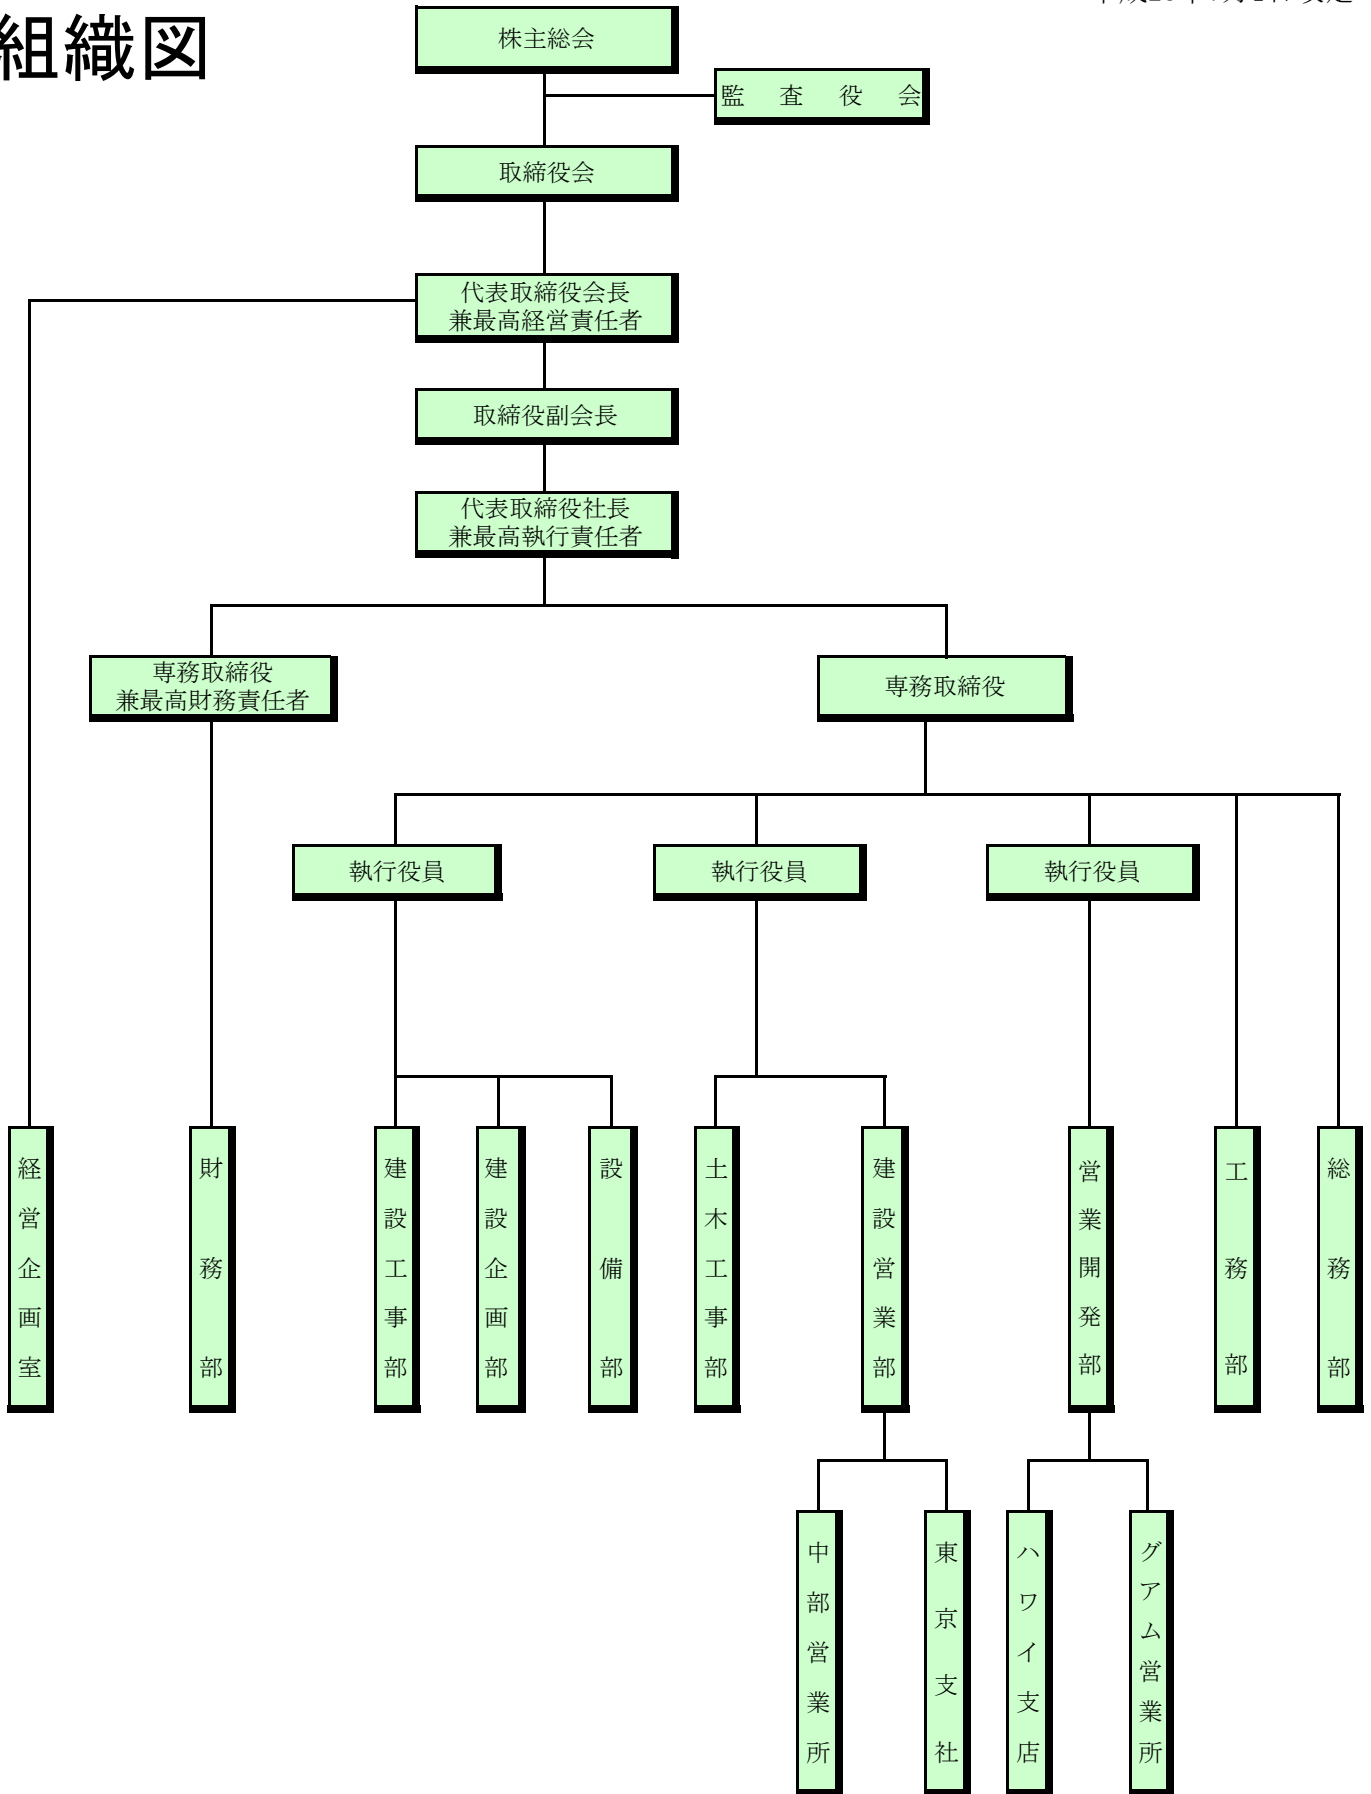 組織図
株主総会
監査役会
取締役会
代表取締役会長
兼最高経営責任者
取締役副会長
代表取締役社長
兼最高執行責任者
専務取締役
兼最高財務責任者
専務取締役
執行役員
執行役員
執行役員
経営企画室
財務部
建設工事部
建設企画部
設備部
土木工事部
建設営業部
営業開発部
工務部
総務部
中部営業所
東京支社
ハワイ支店
グアム営業所